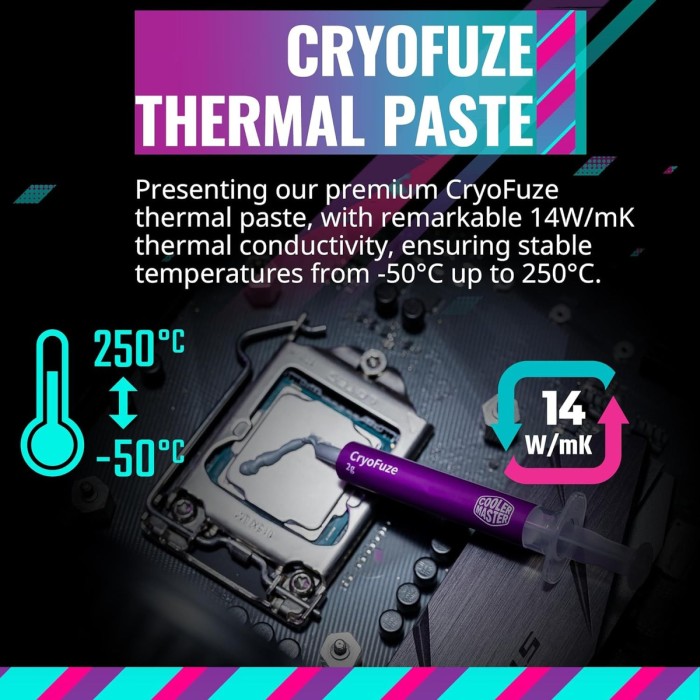 CRYOFUZE
THERMAL PASTE
Presenting our premium CryoFuze
thermal paste, with remarkable 14W/mK
thermal conductivity, ensuring stable
temperatures from -50°C up to 250°C.
250°C
-50°C
14
W/mK
CryoFuze
2g.
COOLER
MASTER